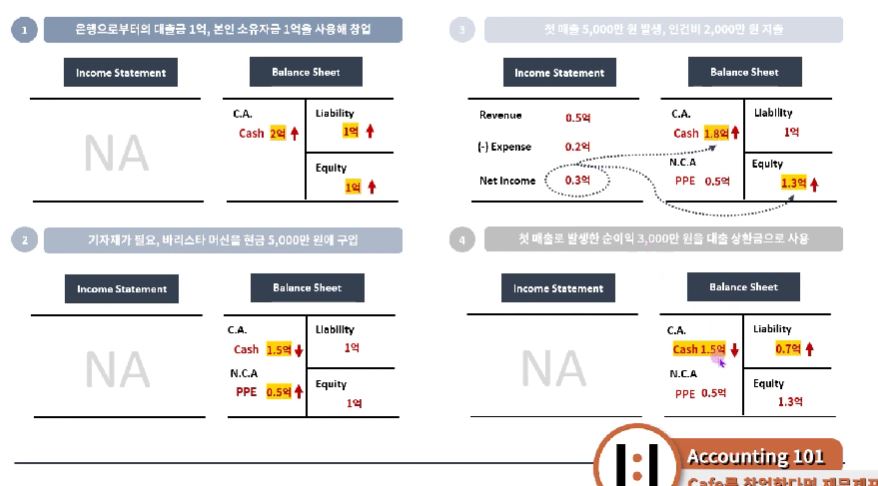 1 은행으로부터의 대출금 1억, 본인 소유자금 1억을 사용해 창업
Income Statement
Balance Sheet
NA
C.A.
Cash 2억
Liability
1억
Equity
1억
2 기자재가 필요, 바리스타 머신을 현금 5,000만 원에 구입
Income Statement
Balance Sheet
NA
C.A.
Cash 1.5억
N.C.A
PPE 0.5억
Liability
1억
Equity
1억
3 첫 매출 5,000만 원 발생, 인건비 2,000만 원 지출
Income Statement
Balance Sheet
Revenue 0.5억
(-) Expense 0.2억
Net Income 0.3억
C.A.
Cash 1.8억
N.C.A
PPE 0.5억
Liability
1억
Equity
1.3억
4 첫 매출로 발생한 순이익 3,000만 원을 대출 상환금으로 사용
Income Statement
Balance Sheet
NA
C.A.
Cash 1.5억
N.C.A
PPE 0.5억
Liability
0.7억
Equity
1.3억
Accounting 101
Cafe를 창업한다면 재무제표